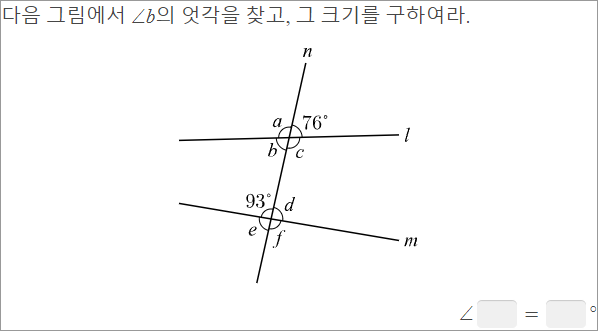 다음 그림에서 ∠b의 엇각을 찾고, 그 크기를 구하여라.
n
a 76°
l
b c
93° d
e f
m
∠ = °